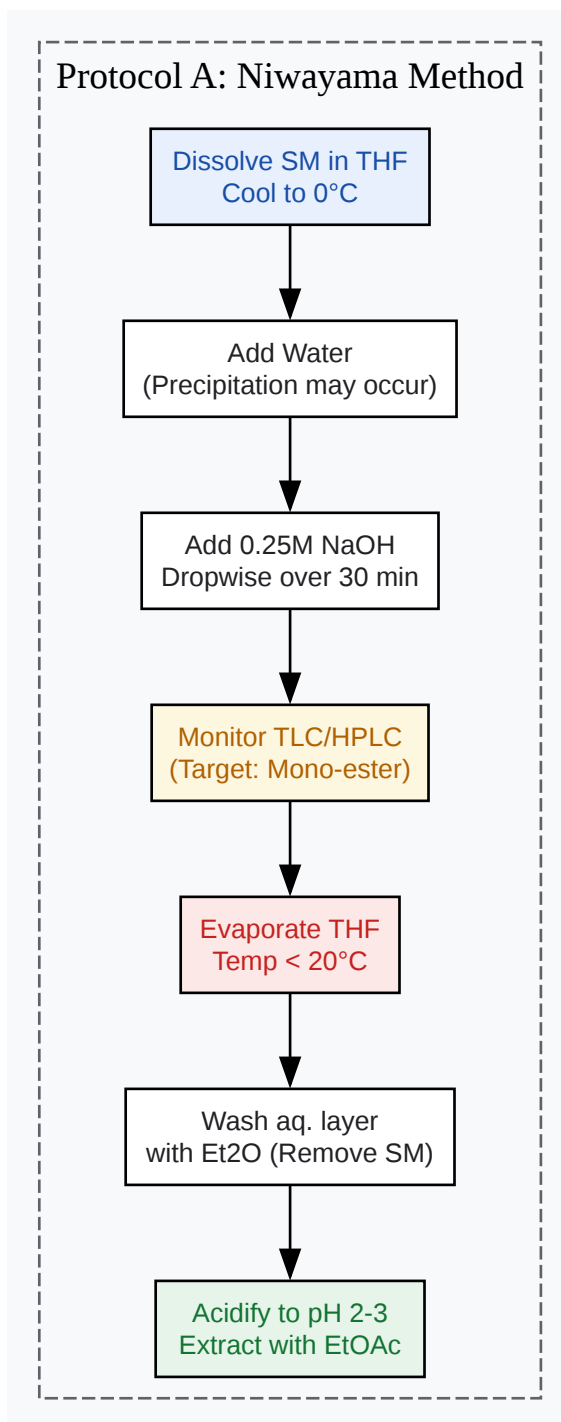 Protocol A: Niwayama Method
Dissolve SM in THF
Cool to 0°C
Add Water
(Precipitation may occur)
Add 0.25M NaOH
Dropwise over 30 min
Monitor TLC/HPLC
(Target: Mono-ester)
Evaporate THF
Temp < 20°C
Wash aq. layer
with Et2O (Remove SM)
Acidify to pH 2-3
Extract with EtOAc